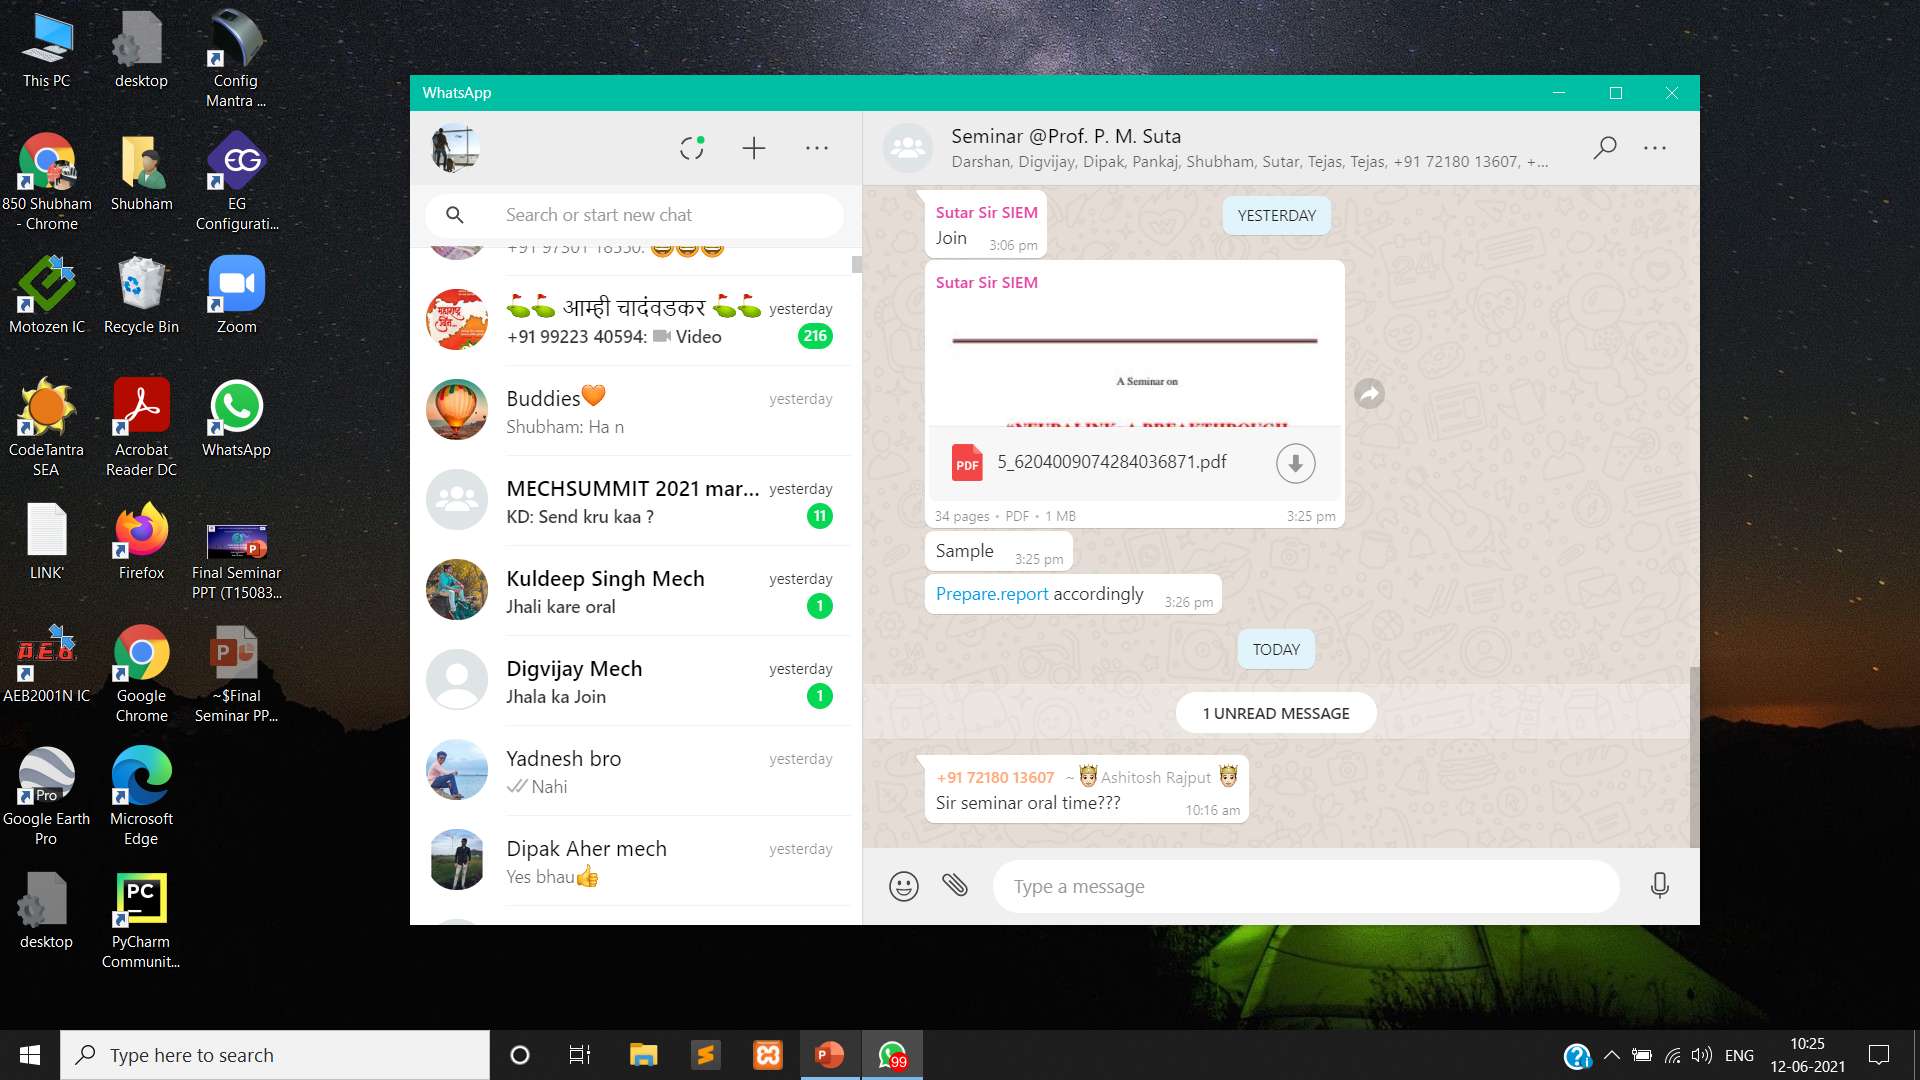 This PC
desktop
Config
Mantra ...
850 Shubham
- Chrome
Shubham
EG
EG
Configurati...
Motozen IC
Recycle Bin
Zoom
CodeTantra
SEA
Acrobat
Reader DC
WhatsApp
LINK'
Firefox
Final Seminar
PPT (T15083...
AEB2001N IC
Google
Chrome
~$Final
Seminar PP...
Pro
Google Earth
Pro
Microsoft
Edge
desktop
PC
PyCharm
Communit...
WhatsApp
Search or start new chat
+91 97301 18550: 😄😄😄
⛳⛳ आम्ही चादंवडकर ⛳⛳ yesterday
+91 99223 40594: Video 216
Buddies🧡 yesterday
Shubham: Ha n
MECHSUMMIT 2021 mar... yesterday
KD: Send kru kaa ? 11
Kuldeep Singh Mech yesterday
Jhali kare oral 1
Digvijay Mech yesterday
Jhala ka Join 1
Yadnesh bro yesterday
Nahi
Dipak Aher mech yesterday
Yes bhau👍
Seminar @Prof. P. M. Suta
Darshan, Digvijay, Dipak, Pankaj, Shubham, Sutar, Tejas, Tejas, +91 72180 13607, +...
YESTERDAY
Sutar Sir SIEM
Join 3:06 pm
Sutar Sir SIEM
A Seminar on
“NEURALINK- A BREAKTHROUGH
PDF 5_6204009074284036871.pdf
34 pages • PDF • 1 MB 3:25 pm
Sample 3:25 pm
Prepare.report accordingly 3:26 pm
TODAY
1 UNREAD MESSAGE
+91 72180 13607 ~🤴Ashitosh Rajput 🤴
Sir seminar oral time??? 10:16 am
Type a message
Type here to search
99
ENG
10:25
12-06-2021